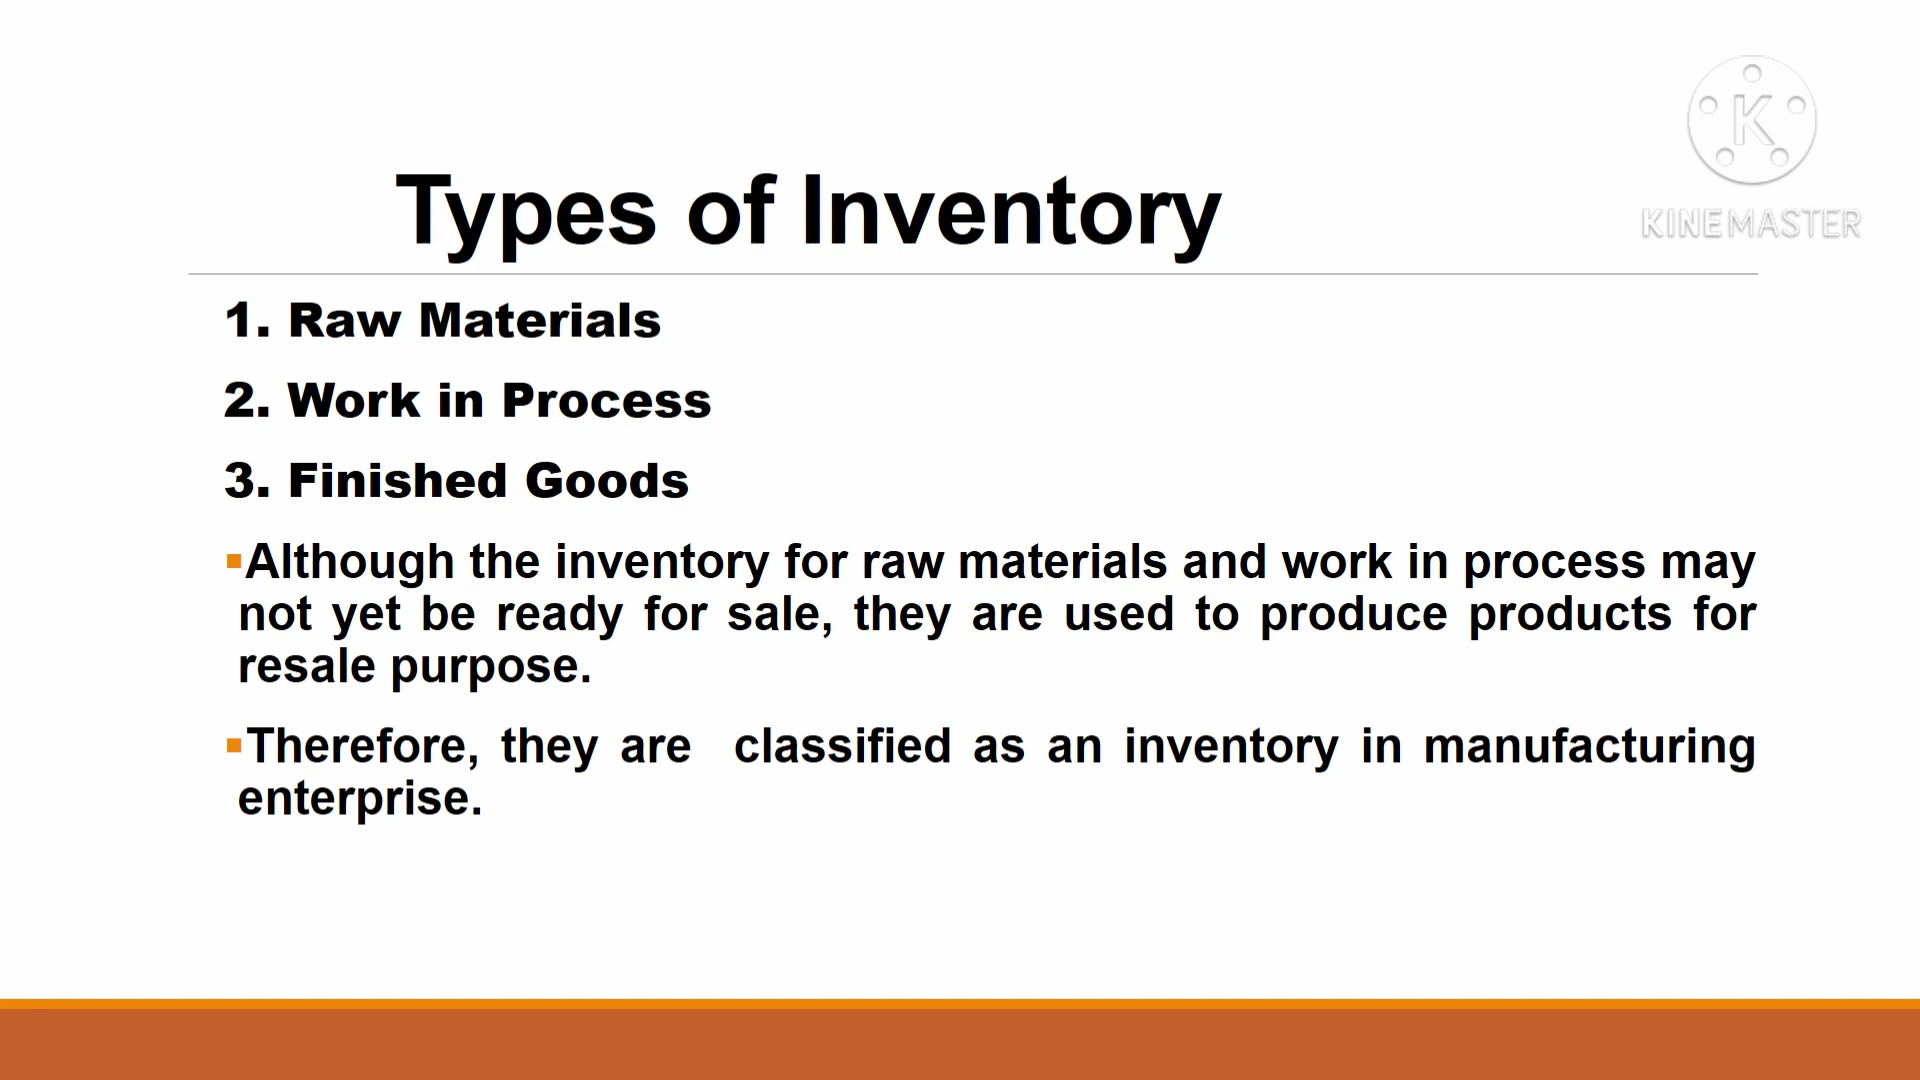 K
KINEMASTER
Types of Inventory
1. Raw Materials
2. Work in Process
3. Finished Goods
▪Although the inventory for raw materials and work in process may
not yet be ready for sale, they are used to produce products for
resale purpose.
▪Therefore, they are classified as an inventory in manufacturing
enterprise.